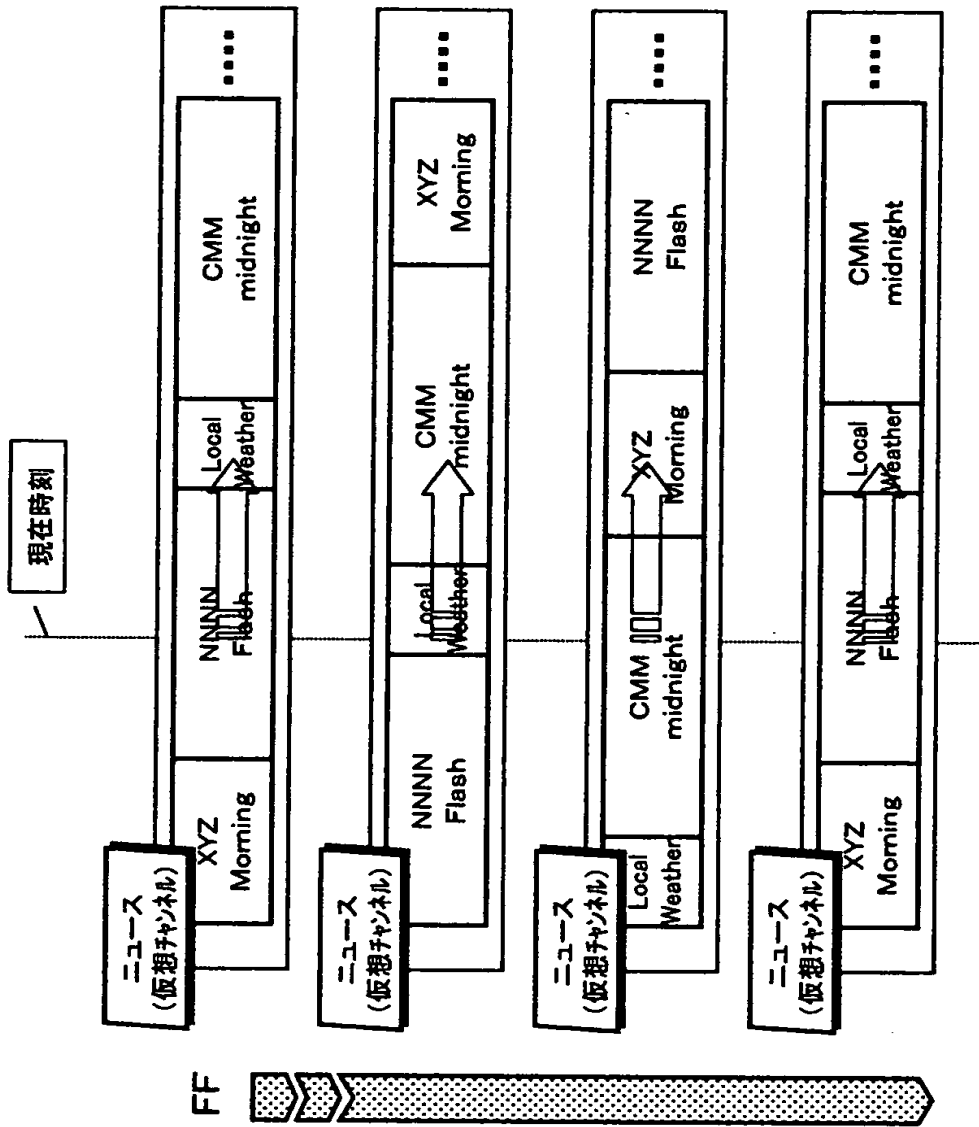 現在時刻
FF
ニュース
(仮想チャンネル)
XYZ
Morning
NNNN
Flash
Local
Weather
CMM
midnight
....
ニュース
(仮想チャンネル)
NNNN
Flash
Local
Weather
CMM
midnight
XYZ
Morning
....
ニュース
(仮想チャンネル)
Local
Weather
CMM
midnight
XYZ
Morning
NNNN
Flash
....
ニュース
(仮想チャンネル)
XYZ
Morning
NNNN
Flash
Local
Weather
CMM
midnight
....